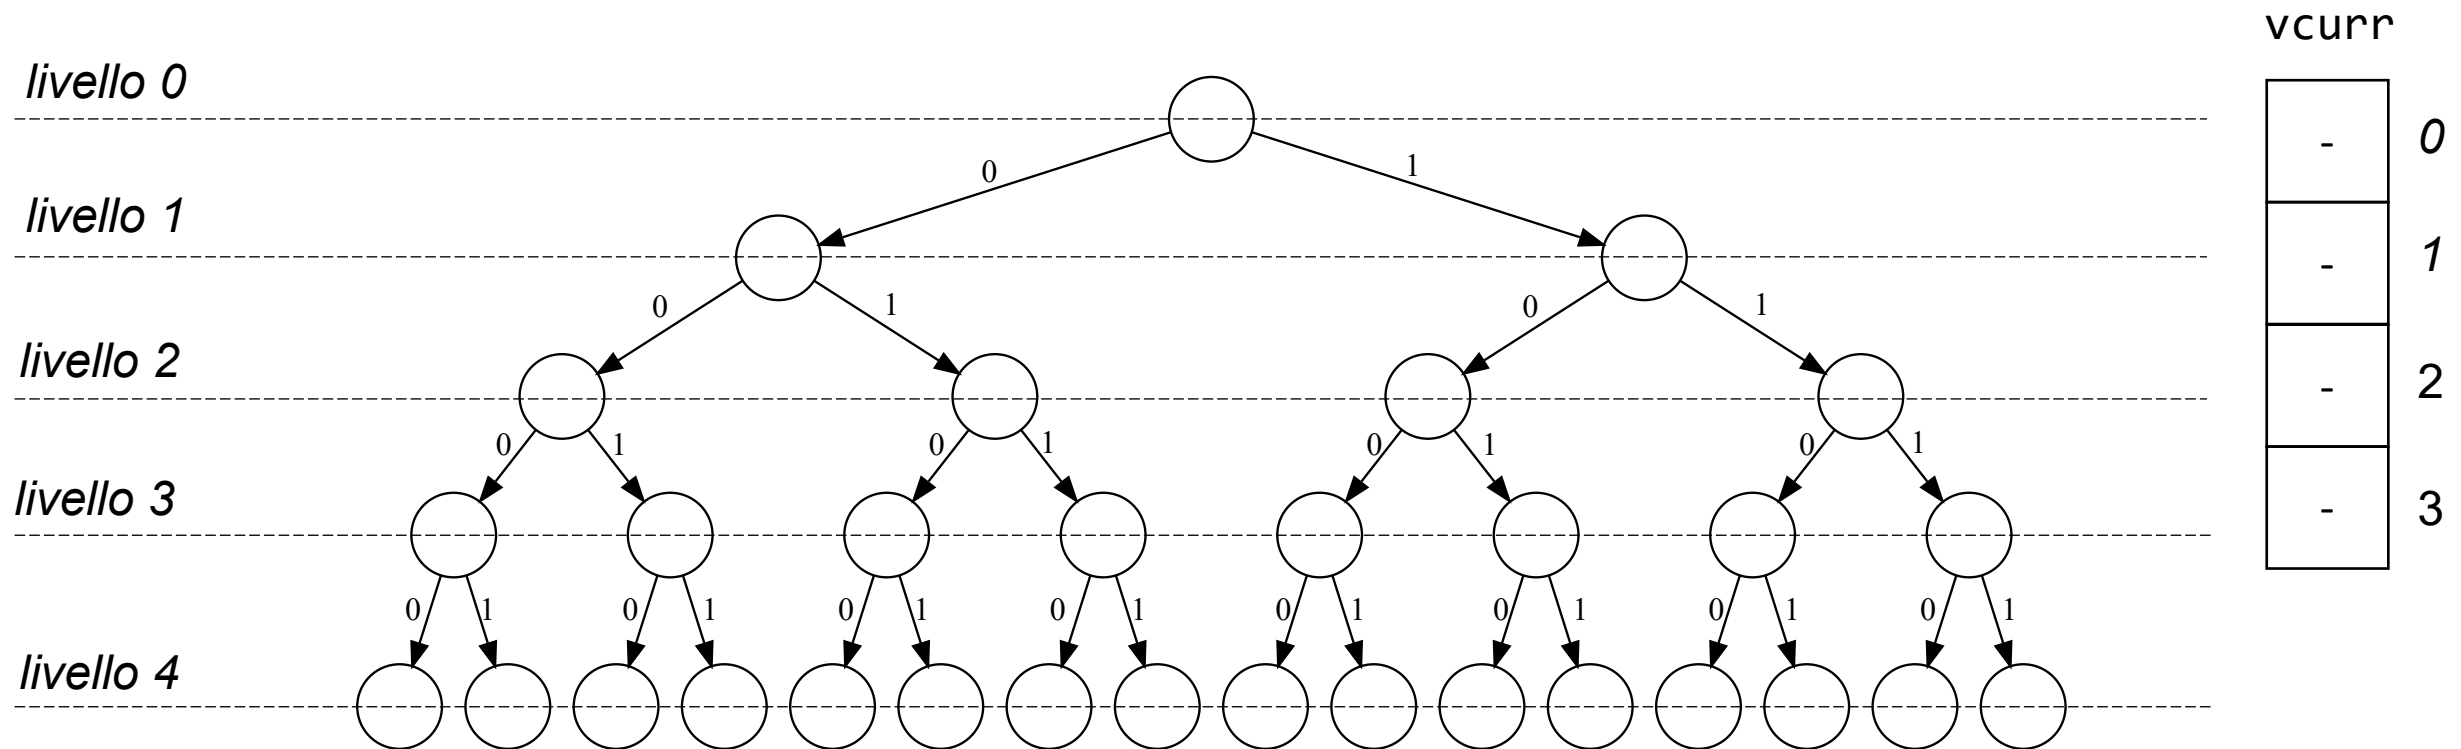 vcurr
livello 0
- 0
0 1
livello 1
- 1
0 1 0 1
livello 2
- 2
0 1 0 1 0 1 0 1
livello 3
- 3
0 1 0 1 0 1 0 1 0 1 0 1 0 1 0 1
livello 4